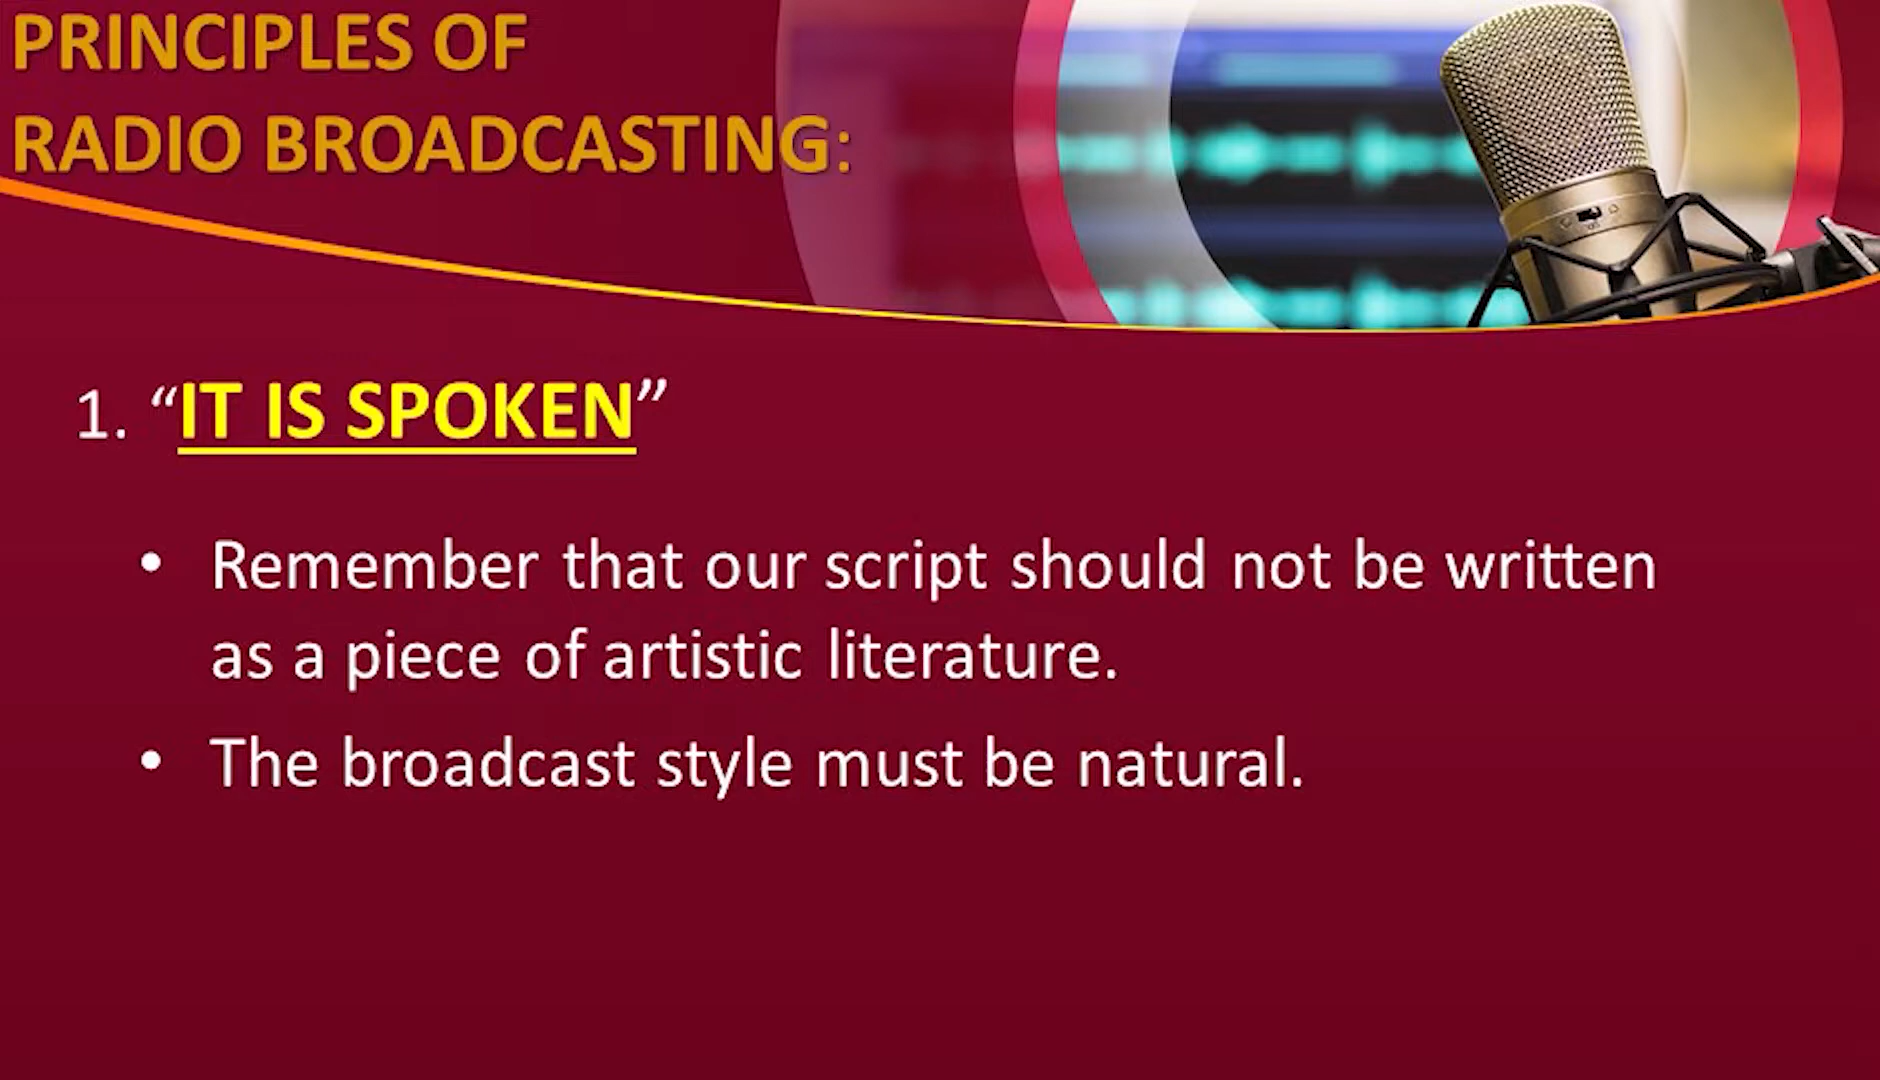 PRINCIPLES OF
RADIO BROADCASTING:
1. “IT IS SPOKEN”
• Remember that our script should not be written
as a piece of artistic literature.
• The broadcast style must be natural.